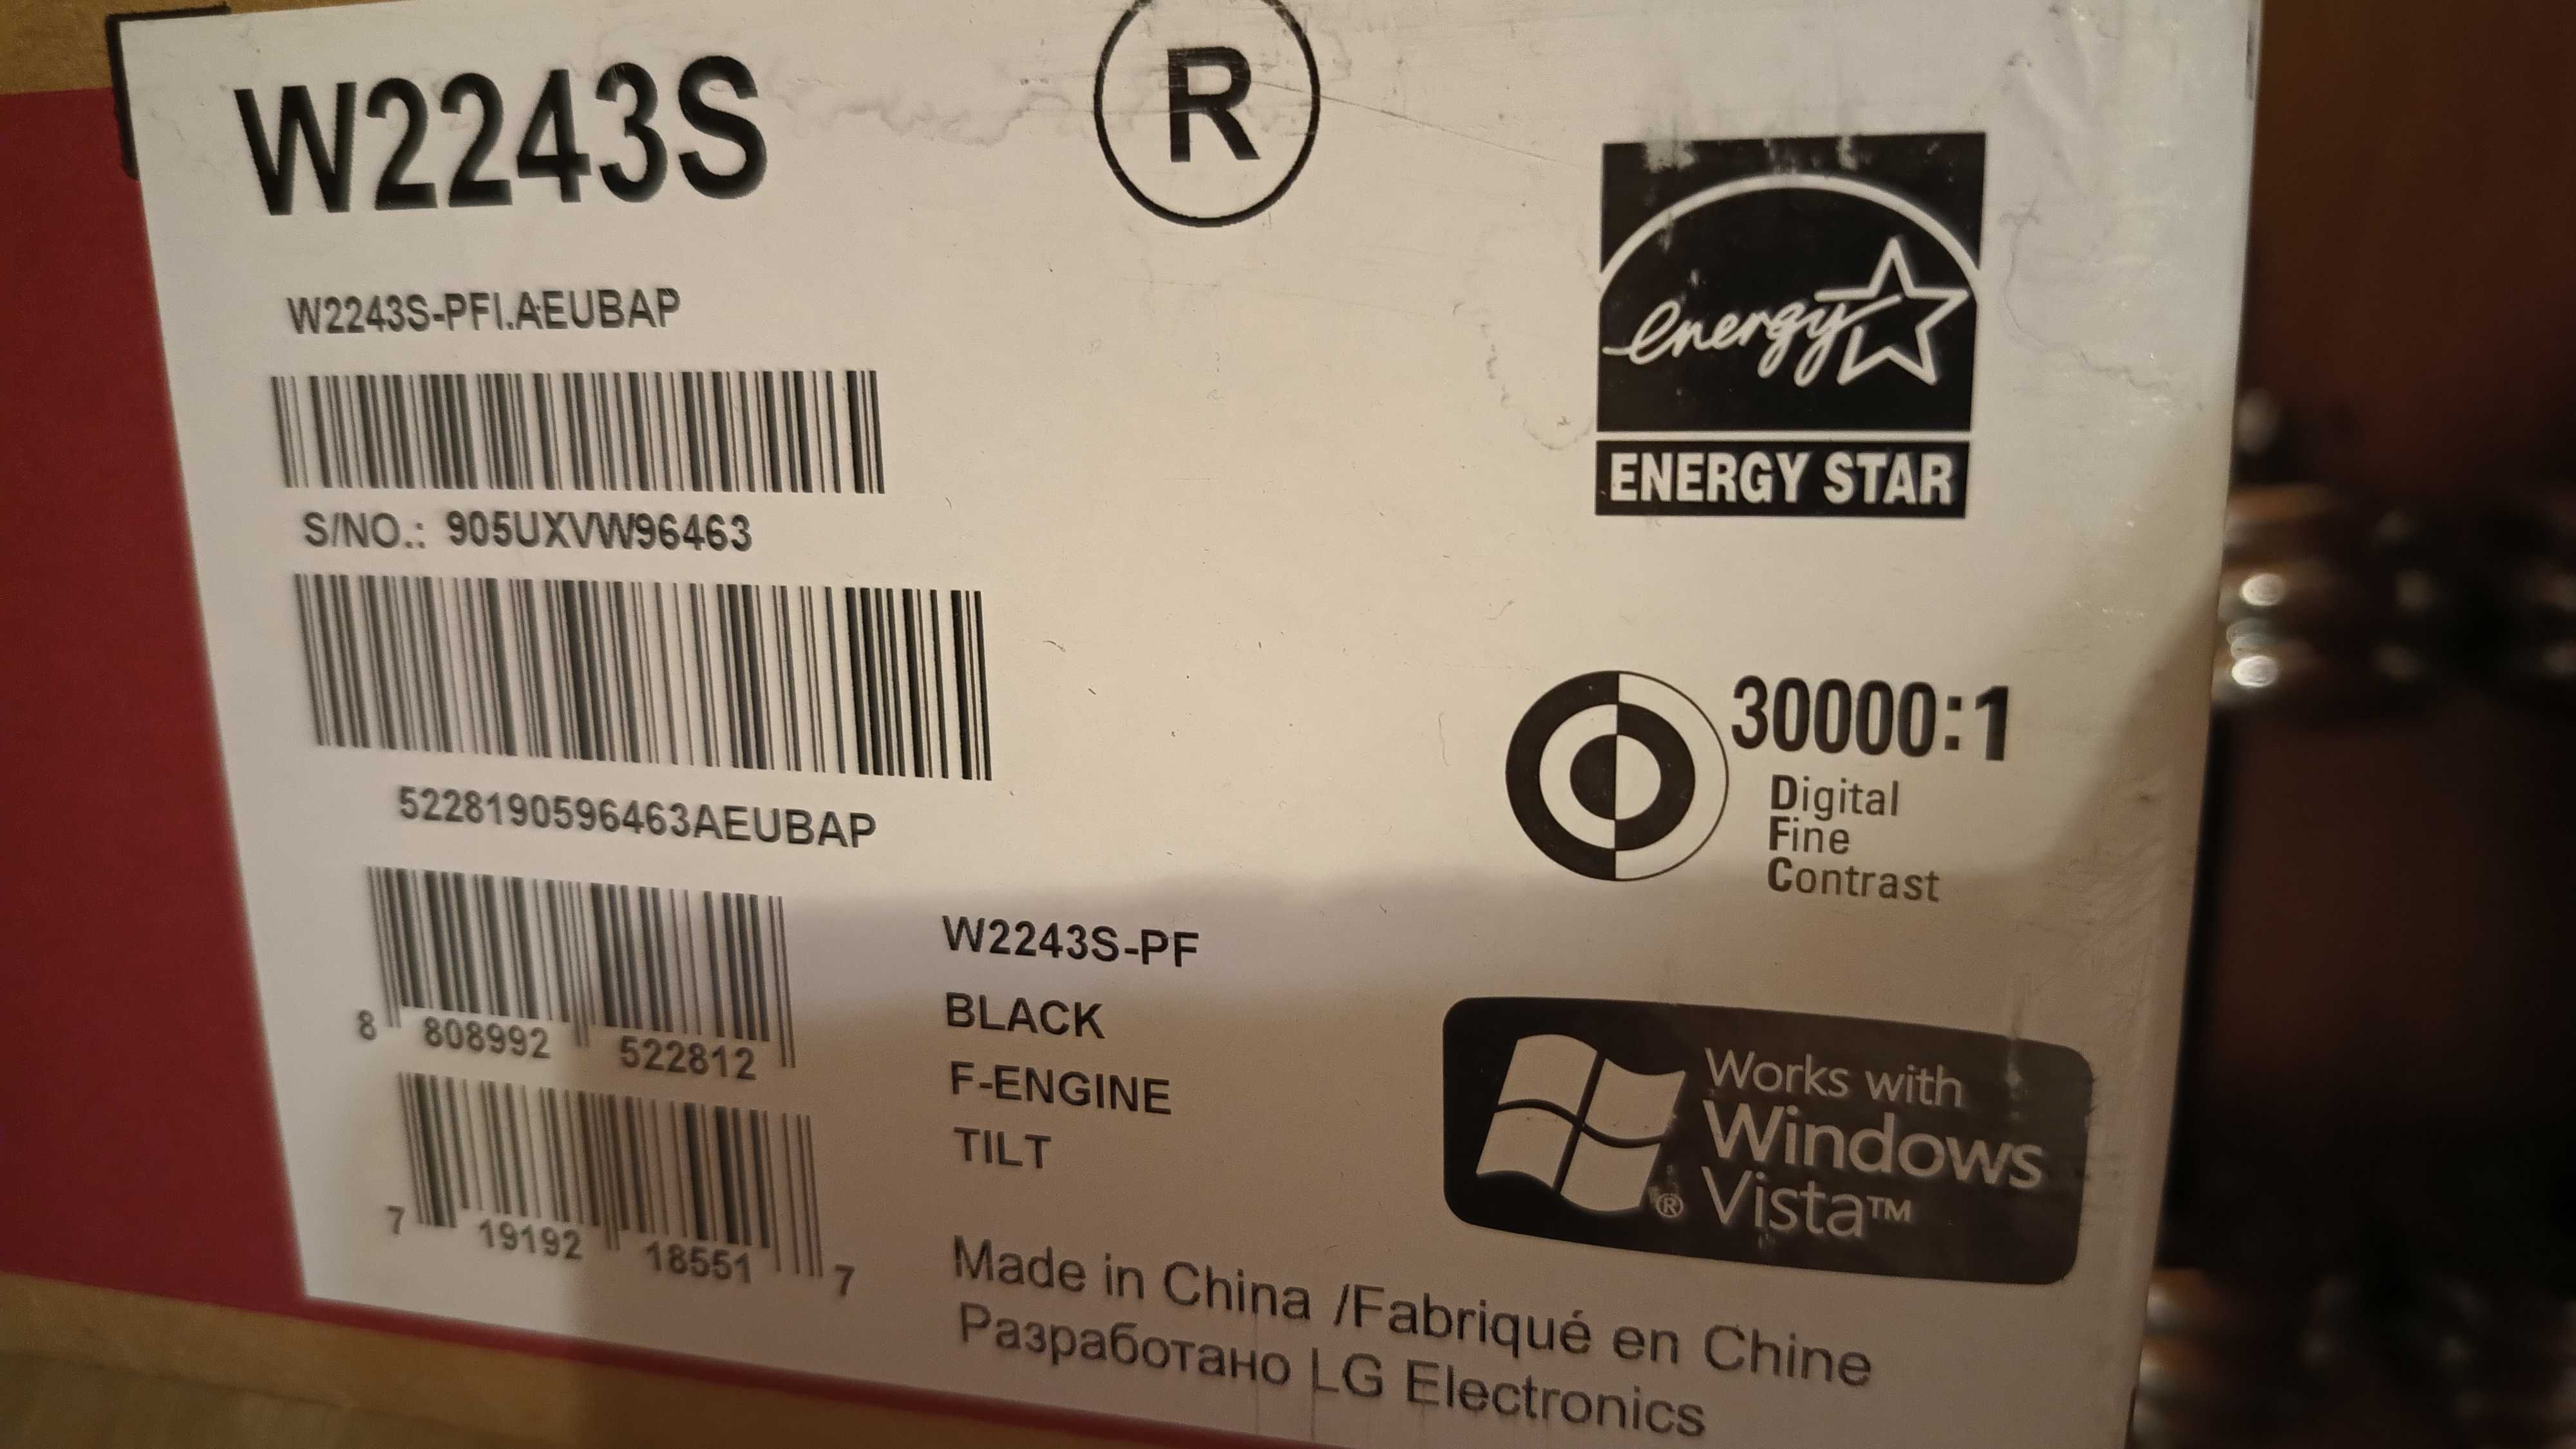 W2243S
R
W2243S-PFI.AEUBAP
S/NO.: 905UXVW96463
5228190596463AEUBAP
8 808992 522812
7 19192 18551 7
energy
ENERGY STAR
30000:1
Digital
Fine
Contrast
W2243S-PF
BLACK
F-ENGINE
TILT
Works with
Windows
® Vista™
Made in China /Fabriqué en Chine
Разработано LG Electronics